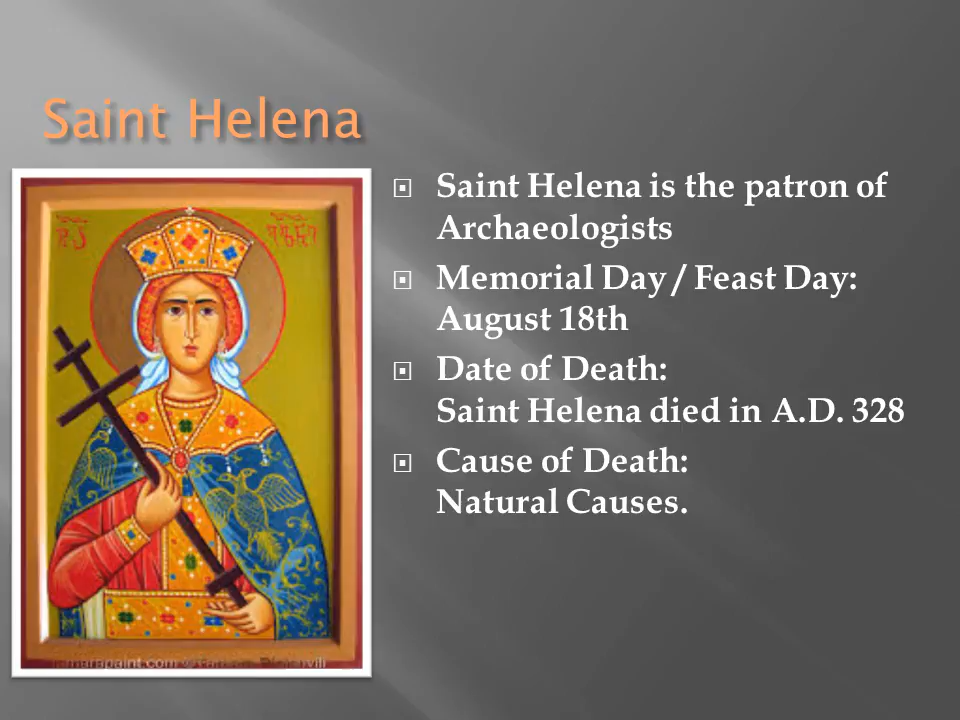 Saint Helena
Saint Helena is the patron of
Archaeologists
Memorial Day / Feast Day:
August 18th
Date of Death:
Saint Helena died in A.D. 328
Cause of Death:
Natural Causes.